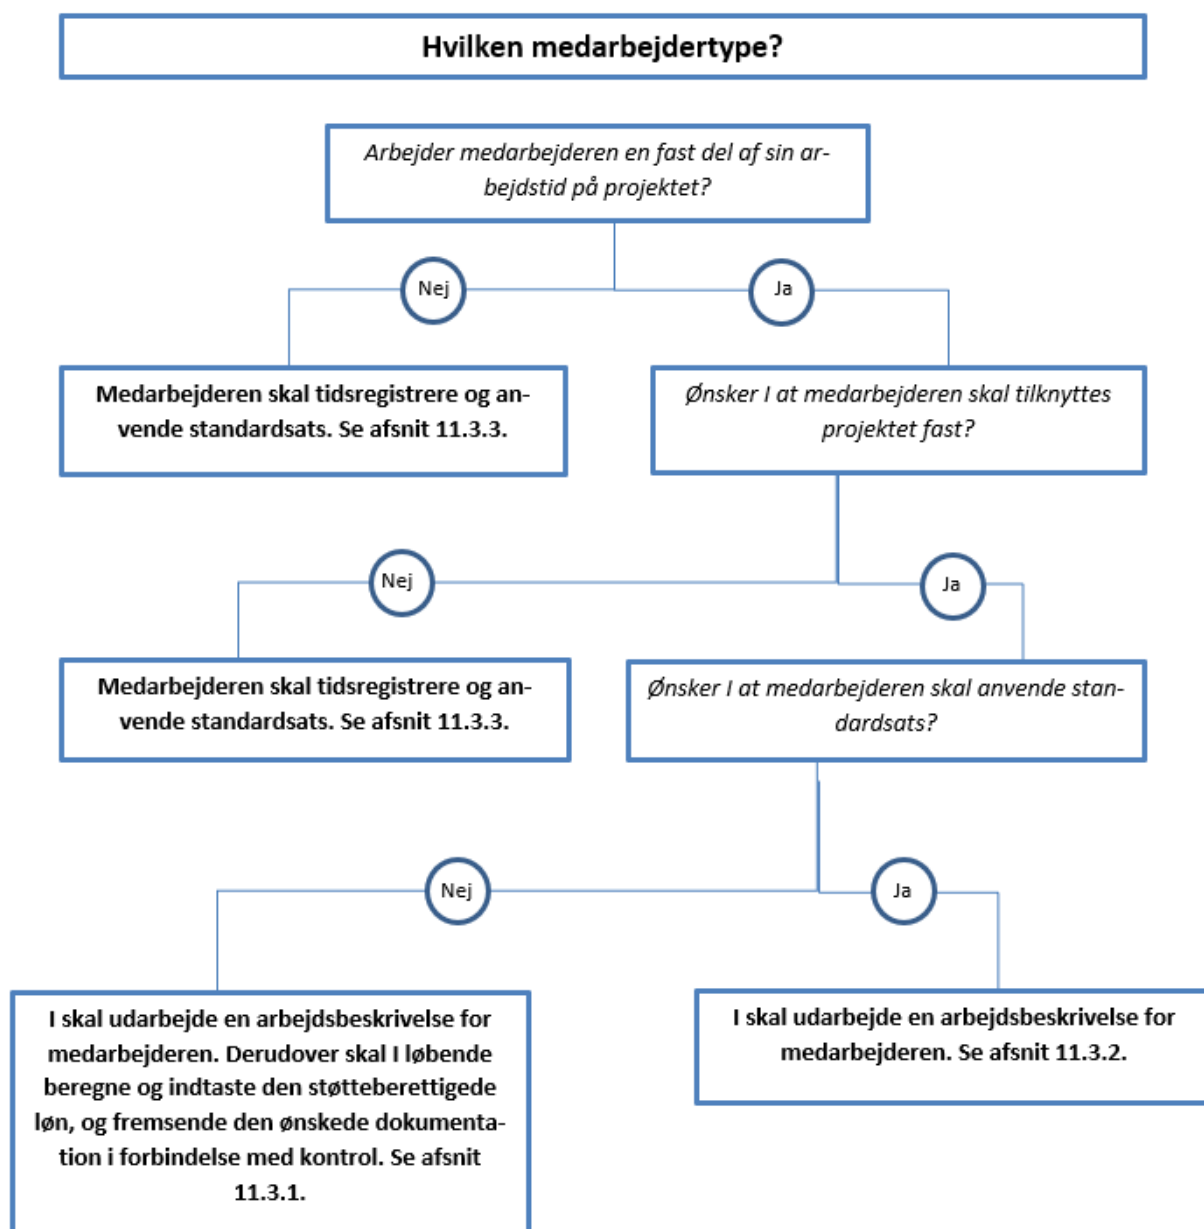 Hvilken medarbejdertype?
Arbejder medarbejderen en fast del af sin ar-
bejdstid på projektet?
Nej
Ja
Medarbejderen skal tidsregistrere og an-
vende standardsats. Se afsnit 11.3.3.
Ønsker I at medarbejderen skal tilknyttes
projektet fast?
Nej
Ja
Medarbejderen skal tidsregistrere og an-
vende standardsats. Se afsnit 11.3.3.
Ønsker I at medarbejderen skal anvende stan-
dardsats?
Nej
Ja
I skal udarbejde en arbejdsbeskrivelse for
medarbejderen. Derudover skal I løbende
beregne og indtaste den støtteberettigede
løn, og fremsende den ønskede dokumenta-
tion i forbindelse med kontrol. Se afsnit
11.3.1.
I skal udarbejde en arbejdsbeskrivelse for
medarbejderen. Se afsnit 11.3.2.